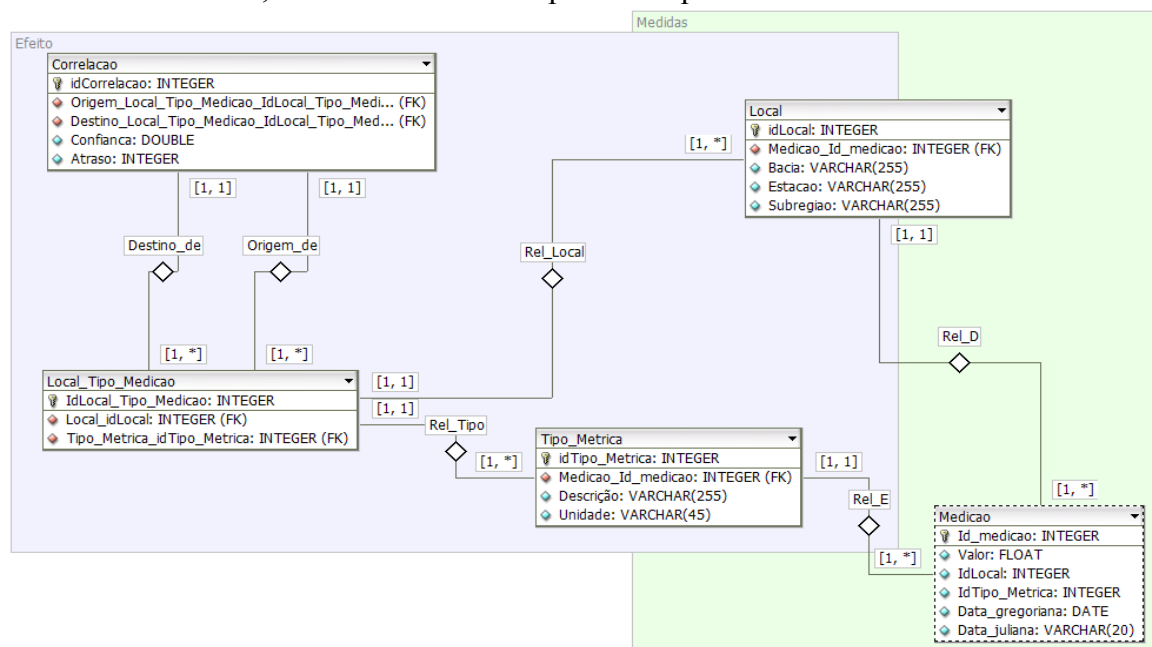 Medidas
Efeito
Correlacao
idCorrelacao: INTEGER
Origem_Local_Tipo_Medicao_IdLocal_Tipo_Medi... (FK)
Destino_Local_Tipo_Medicao_IdLocal_Tipo_Med... (FK)
Confianca: DOUBLE
Atraso: INTEGER
Local
idLocal: INTEGER
Medicao_Id_medicao: INTEGER (FK)
Bacia: VARCHAR(255)
Estacao: VARCHAR(255)
Subregiao: VARCHAR(255)
[1, *]
[1, 1]
[1, 1]
[1, 1]
Destino_de
Origem_de
Rel_Local
Rel_D
[1, *]
[1, *]
Local_Tipo_Medicao
IdLocal_Tipo_Medicao: INTEGER
Local_idLocal: INTEGER (FK)
Tipo_Metrica_idTipo_Metrica: INTEGER (FK)
[1, 1]
[1, 1]
Rel_Tipo
[1, *]
Tipo_Metrica
idTipo_Metrica: INTEGER
Medicao_Id_medicao: INTEGER (FK)
Descrição: VARCHAR(255)
Unidade: VARCHAR(45)
[1, 1]
Rel_E
[1, *]
[1, *]
Medicao
Id_medicao: INTEGER
Valor: FLOAT
IdLocal: INTEGER
IdTipo_Metrica: INTEGER
Data_gregoriana: DATE
Data_juliana: VARCHAR(20)